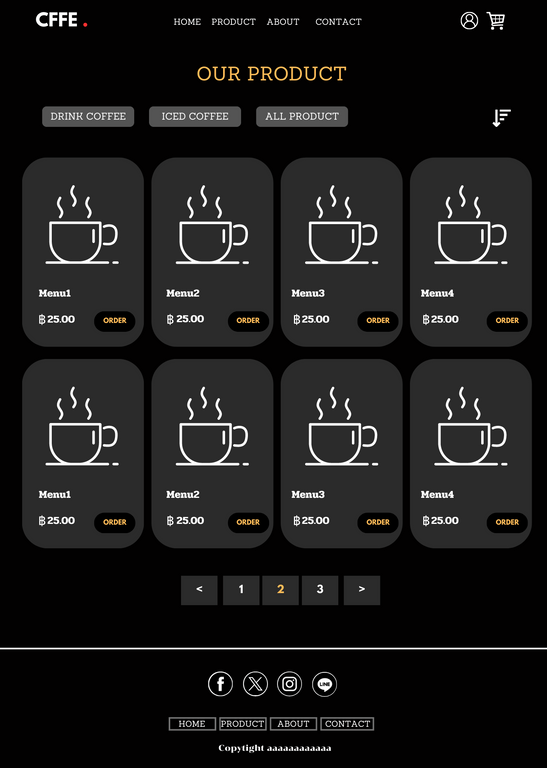 CFFE .
HOME PRODUCT ABOUT CONTACT
OUR PRODUCT
DRINK COFFEE ICED COFFEE ALL PRODUCT
Menu1 Menu2 Menu3 Menu4
฿ 25.00 ORDER ฿ 25.00 ORDER ฿ 25.00 ORDER ฿ 25.00 ORDER
Menu1 Menu2 Menu3 Menu4
฿ 25.00 ORDER ฿ 25.00 ORDER ฿ 25.00 ORDER ฿ 25.00 ORDER
< 1 2 3 >
LINE
HOME PRODUCT ABOUT CONTACT
Copytight aaaaaaaaaaaa